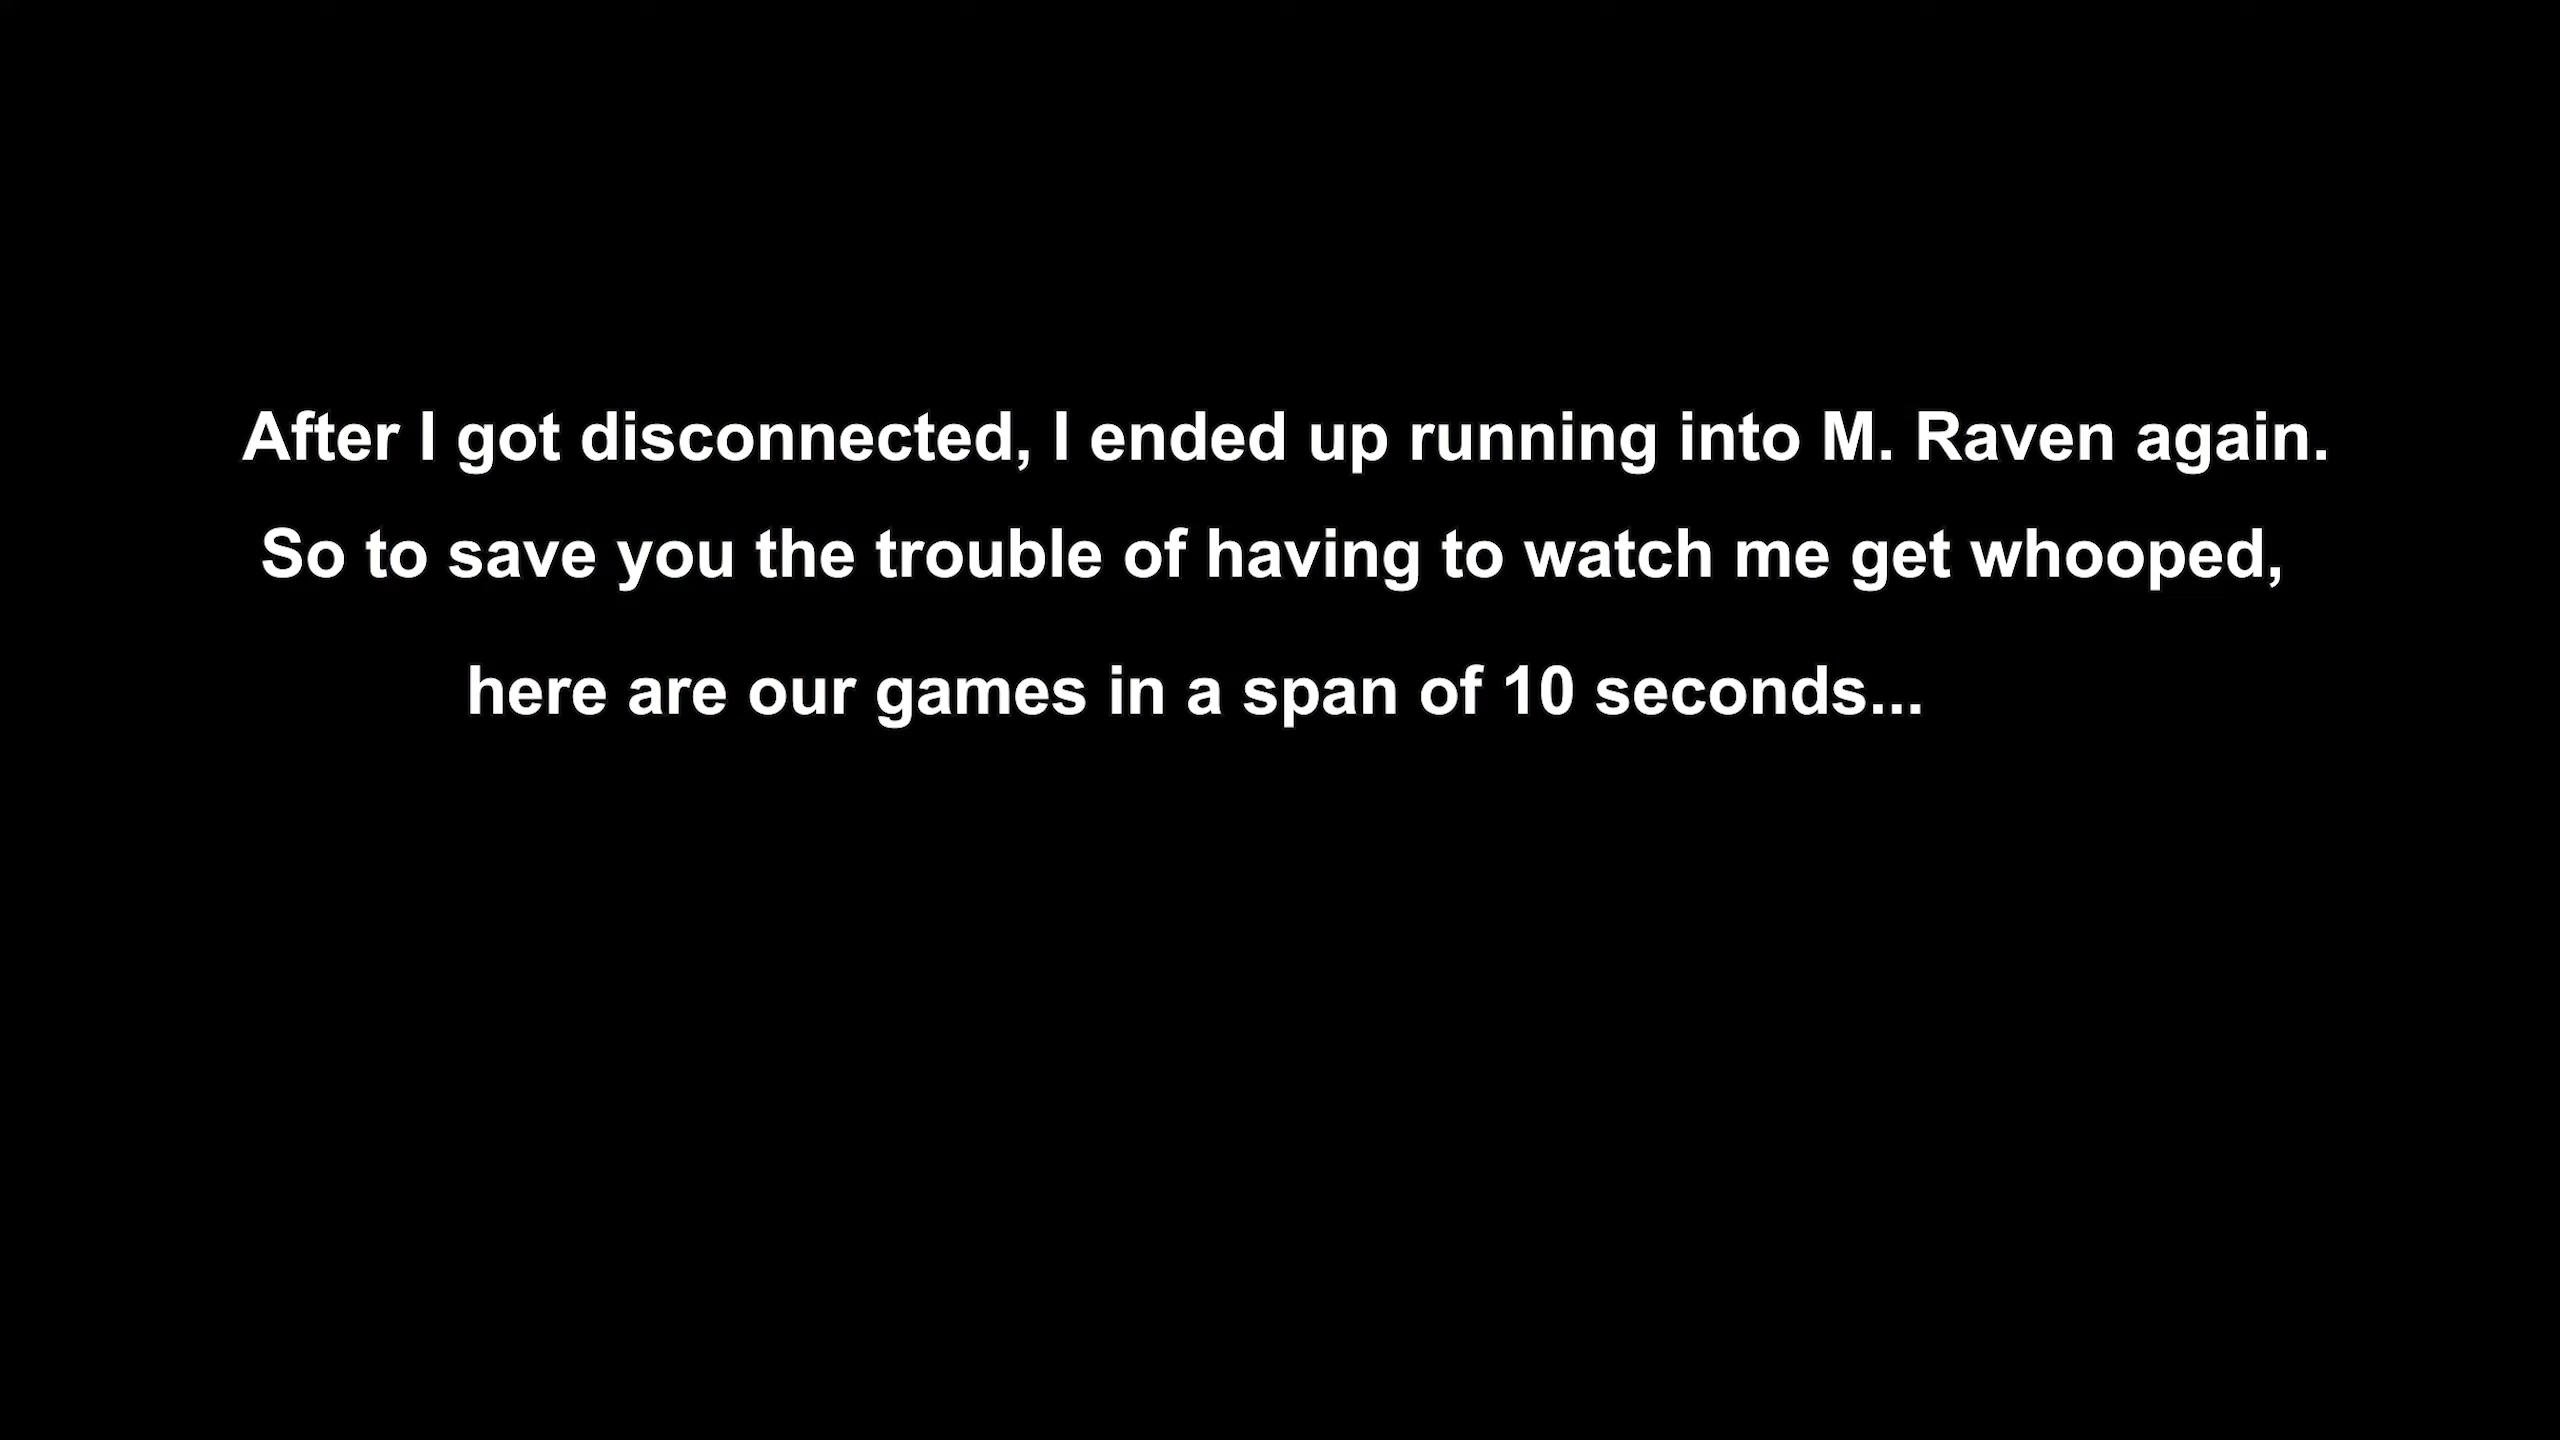 After I got disconnected, I ended up running into M. Raven again.
So to save you the trouble of having to watch me get whooped,
here are our games in a span of 10 seconds...